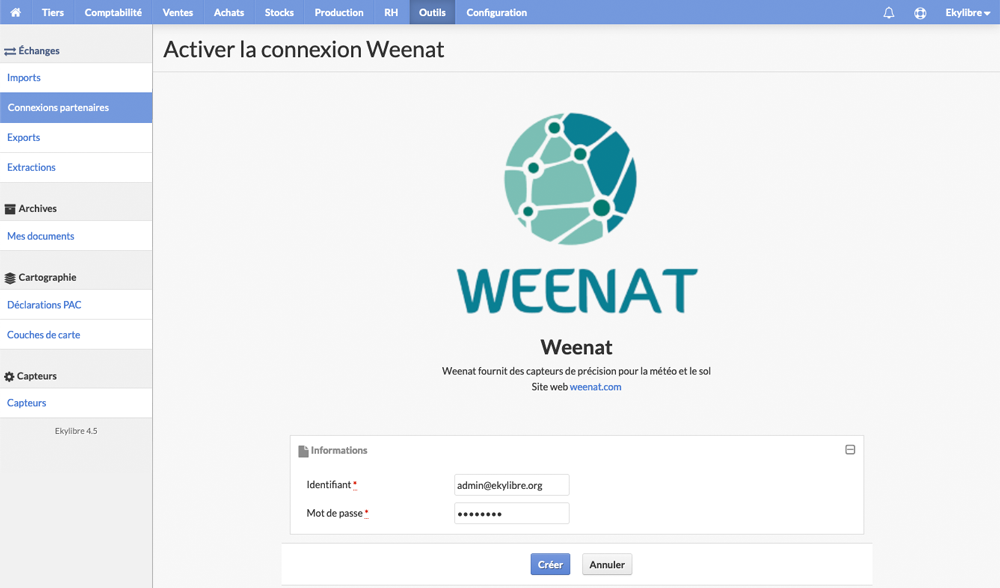 Tiers Comptabilité Ventes Achats Stocks Production RH Outils Configuration Ekylibre
Activer la connexion Weenat
Échanges
Imports
Connexions partenaires
Exports
Extractions
Archives
Mes documents
Cartographie
Déclarations PAC
Couches de carte
Capteurs
Capteurs
Ekylibre 4.5
WEENAT
Weenat
Weenat fournit des capteurs de précision pour la météo et le sol
Site web weenat.com
Informations
Identifiant * admin@ekylibre.org
Mot de passe * ••••••••
Créer Annuler